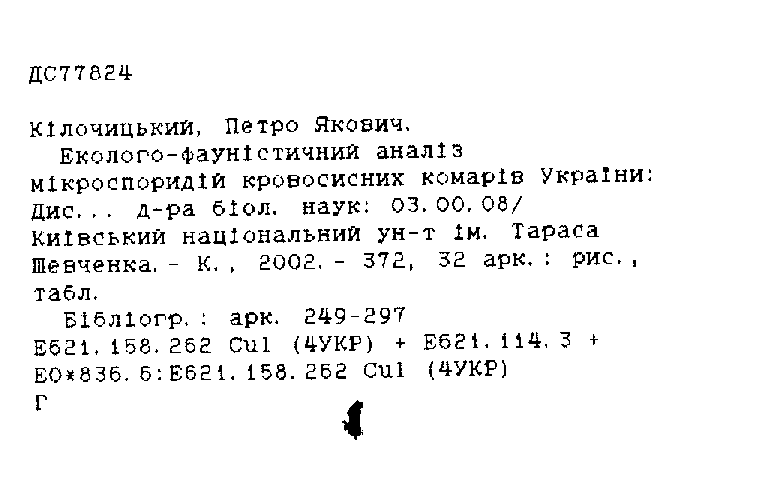 ДС77824
Кілочицький, Петро Якович.
Еколого-фауністичний аналіз
мікроспоридій кровосисних комарів України:
Дис... д-ра біол. наук: 03.00.08/
Київський національний ун-т ім. Тараса
Шевченка.- К., 2002.- 372, 32 арк.: рис.,
табл.
Бібліогр.: арк. 249-297
Е621.158.262 Cul (4УКР) + Е621.114.3 +
Е0*836.6:Е621.158.262 Cul (4УКР)
Г